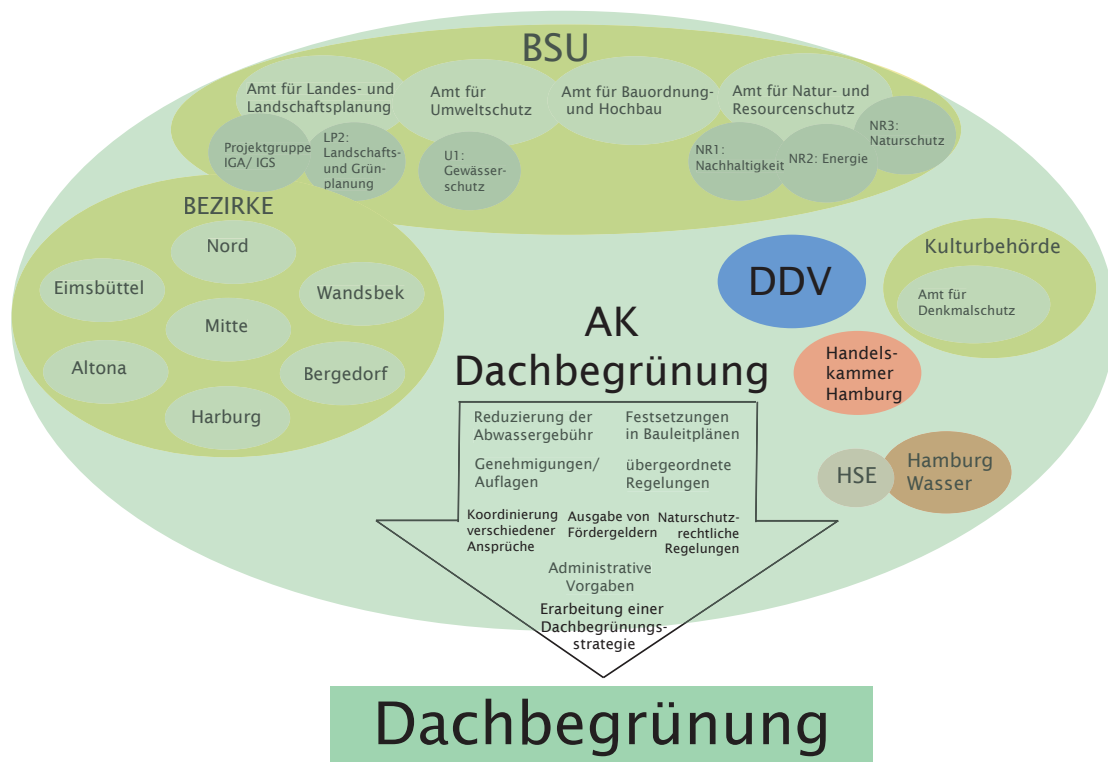 BSU
Amt für Landes- und
Landschaftsplanung
Amt für
Umweltschutz
Amt für Bauordnung-
und Hochbau
Amt für Natur- und
Resourcenschutz
Projektgruppe
IGA/ IGS
LP2:
Landschafts-
und Grün-
planung
U1:
Gewässer-
schutz
NR1:
Nachhaltigkeit
NR2: Energie
NR3:
Naturschutz
BEZIRKE
Nord
Eimsbüttel
Wandsbek
Mitte
Altona
Bergedorf
Harburg
DDV
Kulturbehörde
Amt für
Denkmalschutz
Handels-
kammer
Hamburg
HSE
Hamburg
Wasser
AK
Dachbegrünung
Reduzierung der
Abwassergebühr
Festsetzungen
in Bauleitplänen
Genehmigungen/
Auflagen
übergeordnete
Regelungen
Koordinierung
verschiedener
Ansprüche
Ausgabe von
Fördergeldern
Naturschutz-
rechtliche
Regelungen
Administrative
Vorgaben
Erarbeitung einer
Dachbegrünungs-
strategie
Dachbegrünung